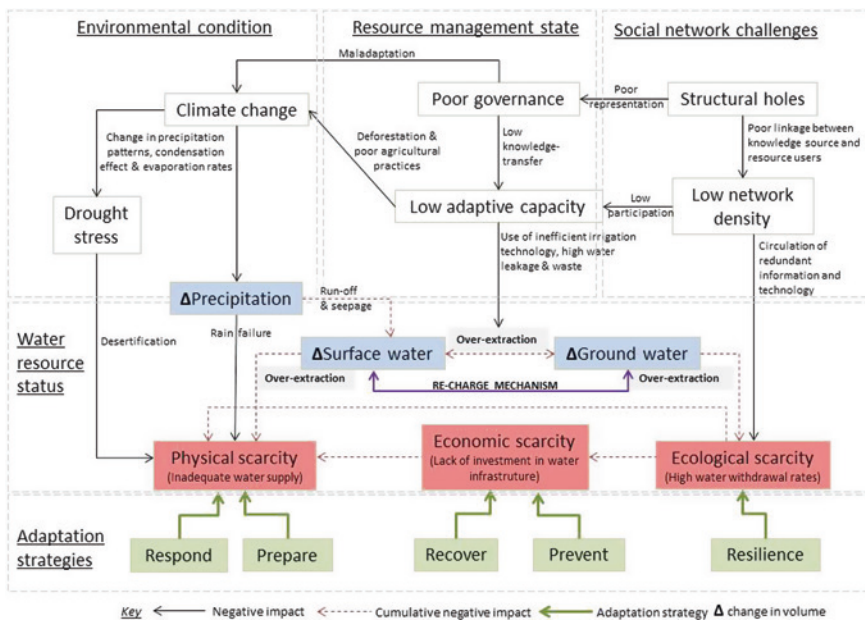 Environmental condition
Resource management state
Social network challenges
Maladaptation
Climate change
Poor governance
Poor
representation
Structural holes
Change in precipitation
patterns, condensation
effect & evaporation rates
Deforestation &
poor agricultural
practices
Low
knowledge-
transfer
Poor linkage between
knowledge source and
resource users
Drought
stress
Low adaptive capacity
Low
participation
Low network
density
Use of inefficient irrigation
technology, high water
leakage & waste
Circulation of
redundant
information and
technology
ΔPrecipitation
Run-off
& seepage
Water
resource
status
Desertification
Rain failure
Over-extraction
ΔSurface water
ΔGround water
Over-extraction
RE-CHARGE MECHANISM
Over-extraction
Physical scarcity
(Inadequate water supply)
Economic scarcity
(Lack of investment in water
infrastruture)
Ecological scarcity
(High water withdrawal rates)
Adaptation
strategies
Respond
Prepare
Recover
Prevent
Resilience
Key
Negative impact
Cumulative negative impact
Adaptation strategy
Δ change in volume